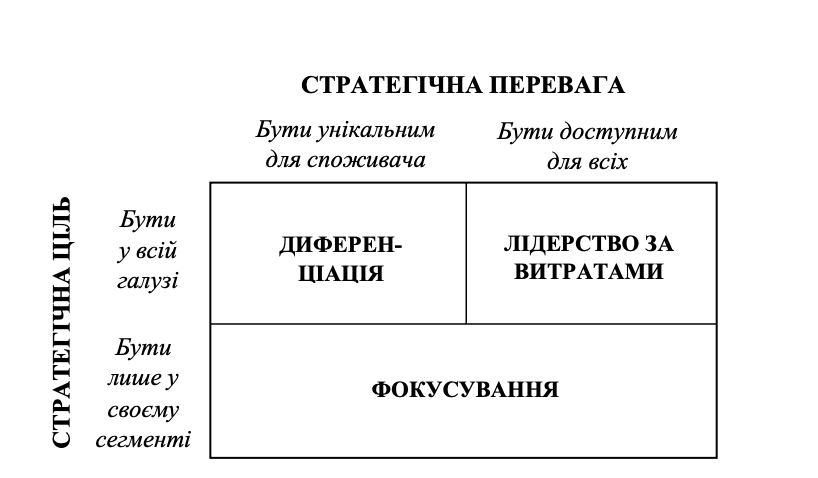 СТРАТЕГІЧНА ПЕРЕВАГА
Бути унікальним
для споживача
Бути доступним
для всіх
СТРАТЕГІЧНА ЦІЛЬ
Бути
у всій
галузі
ДИФЕРЕН-
ЦІАЦІЯ
ЛІДЕРСТВО ЗА
ВИТРАТАМИ
Бути
лише у
своєму
сегменті
ФОКУСУВАННЯ